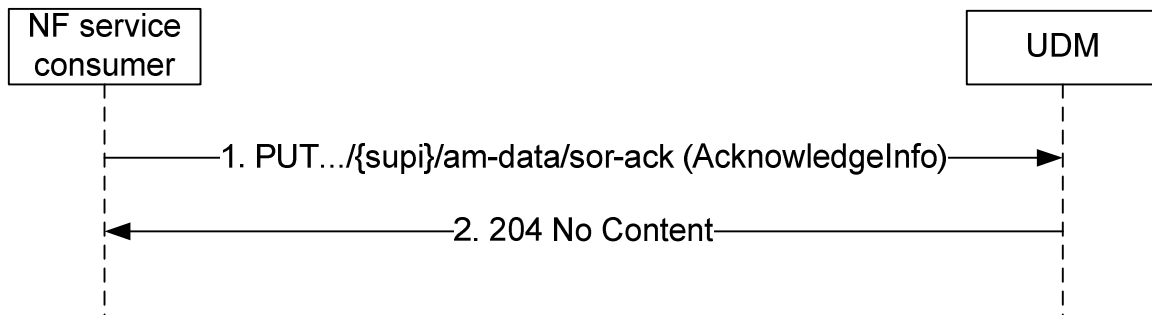 NF service
consumer
UDM
1. PUT.../{supi}/am-data/sor-ack (AcknowledgeInfo)
2. 204 No Content